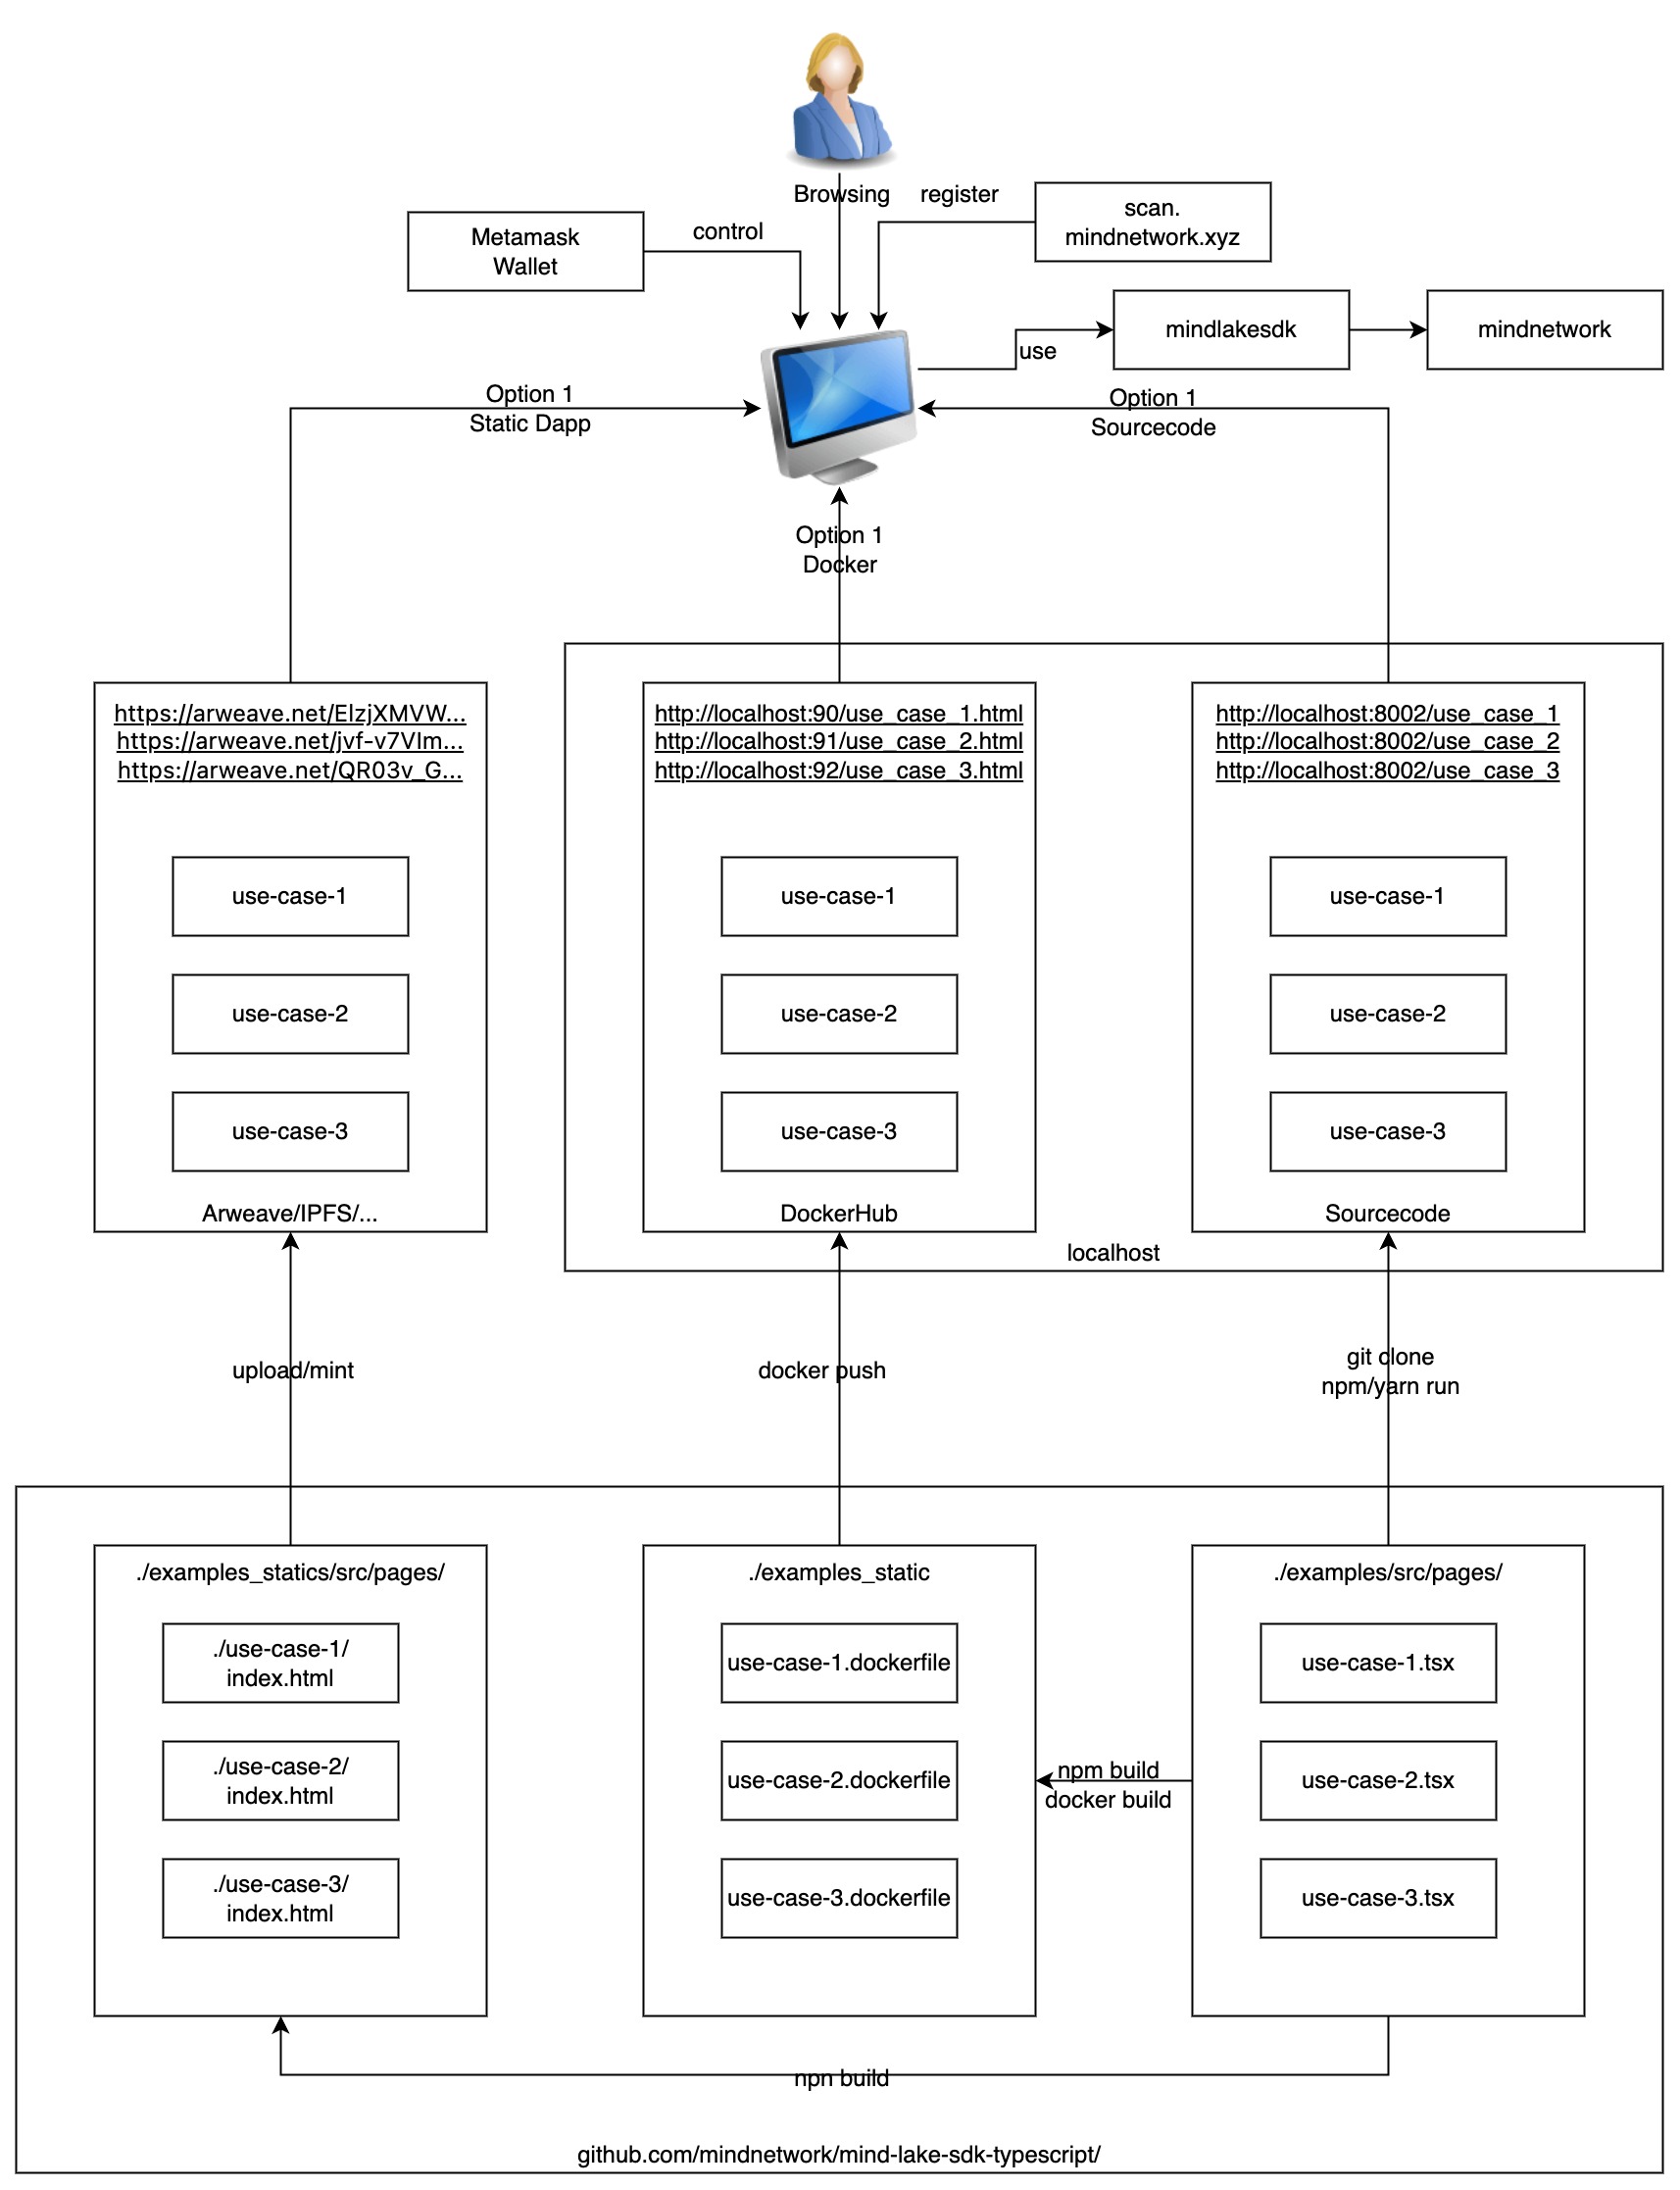 Browsing
register
scan.
mindnetwork.xyz
Metamask
Wallet
control
mindlakesdk
mindnetwork
use
Option 1
Static Dapp
Option 1
Sourcecode
Option 1
Docker
https://arweave.net/ElzjXMVW...
https://arweave.net/jvf-v7VIm...
https://arweave.net/QR03v_G...
use-case-1
use-case-2
use-case-3
Arweave/IPFS/...
http://localhost:90/use_case_1.html
http://localhost:91/use_case_2.html
http://localhost:92/use_case_3.html
use-case-1
use-case-2
use-case-3
DockerHub
http://localhost:8002/use_case_1
http://localhost:8002/use_case_2
http://localhost:8002/use_case_3
use-case-1
use-case-2
use-case-3
Sourcecode
localhost
upload/mint
docker push
git clone
npm/yarn run
./examples_statics/src/pages/
./use-case-1/
index.html
./use-case-2/
index.html
./use-case-3/
index.html
./examples_static
use-case-1.dockerfile
use-case-2.dockerfile
use-case-3.dockerfile
npm build
docker build
./examples/src/pages/
use-case-1.tsx
use-case-2.tsx
use-case-3.tsx
npn build
github.com/mindnetwork/mind-lake-sdk-typescript/